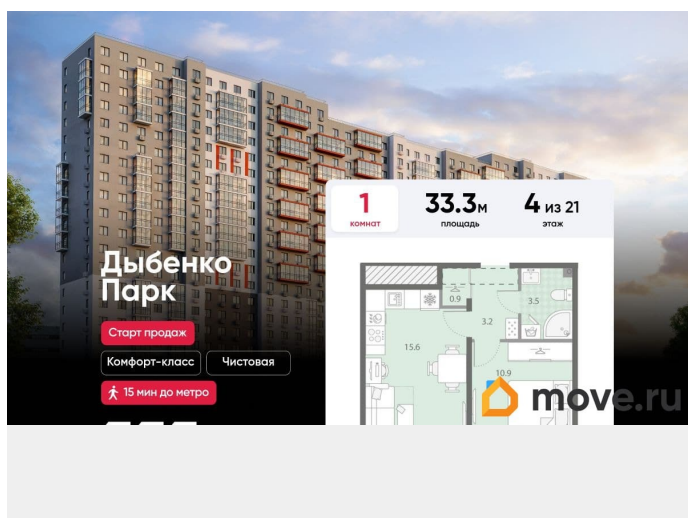 1
комнат
33.3м
площадь
4 из 21
этаж
Дыбенко
Парк
Старт продаж
Комфорт-класс
Чистовая
15 мин до метро
0.9
3.5
3.2
15.6
10.9
move.ru